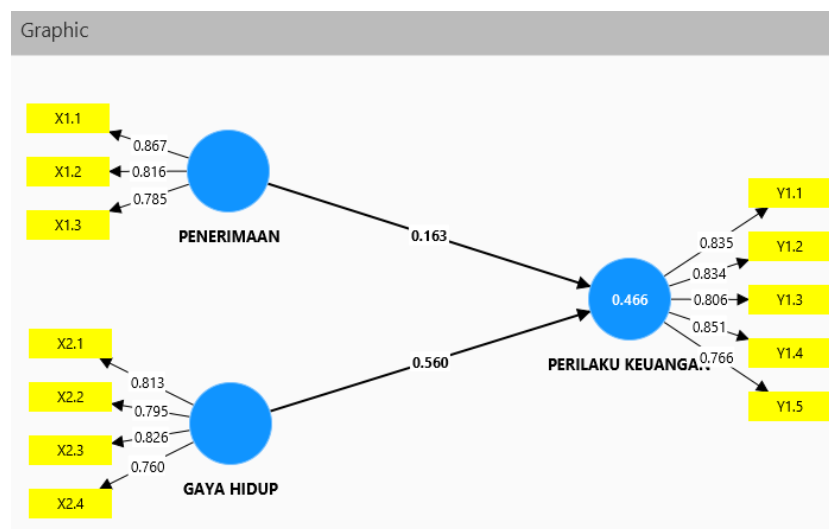 Graphic
X1.1
X1.2
X1.3
0.867
0.816
0.785
PENERIMAAN
0.163
X2.1
X2.2
X2.3
X2.4
0.813
0.795
0.826
0.760
GAYA HIDUP
0.560
0.466
PERILAKU KEUANGAN
0.835
0.834
0.806
0.851
0.766
Y1.1
Y1.2
Y1.3
Y1.4
Y1.5